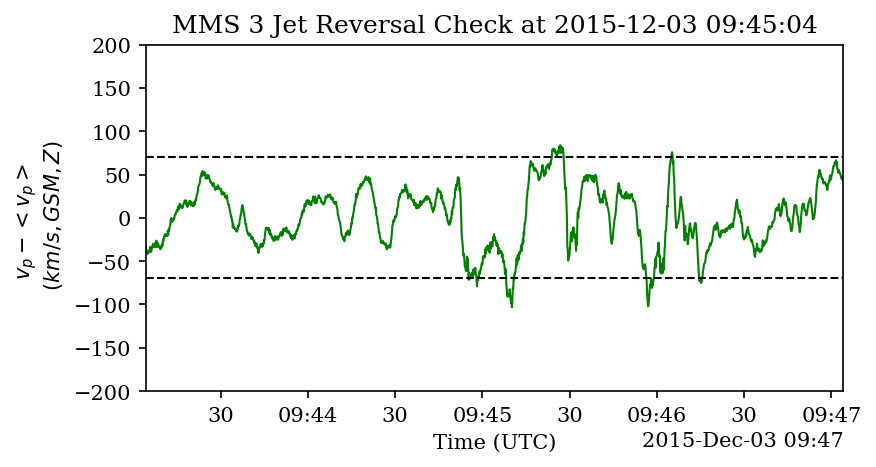 MMS 3 Jet Reversal Check at 2015-12-03 09:45:04
v_p − < v_p >
(km/s, GSM, Z)
200
150
100
50
0
−50
−100
−150
−200
30 09:44 30 09:45 30 09:46 30 09:47
Time (UTC)
2015-Dec-03 09:47